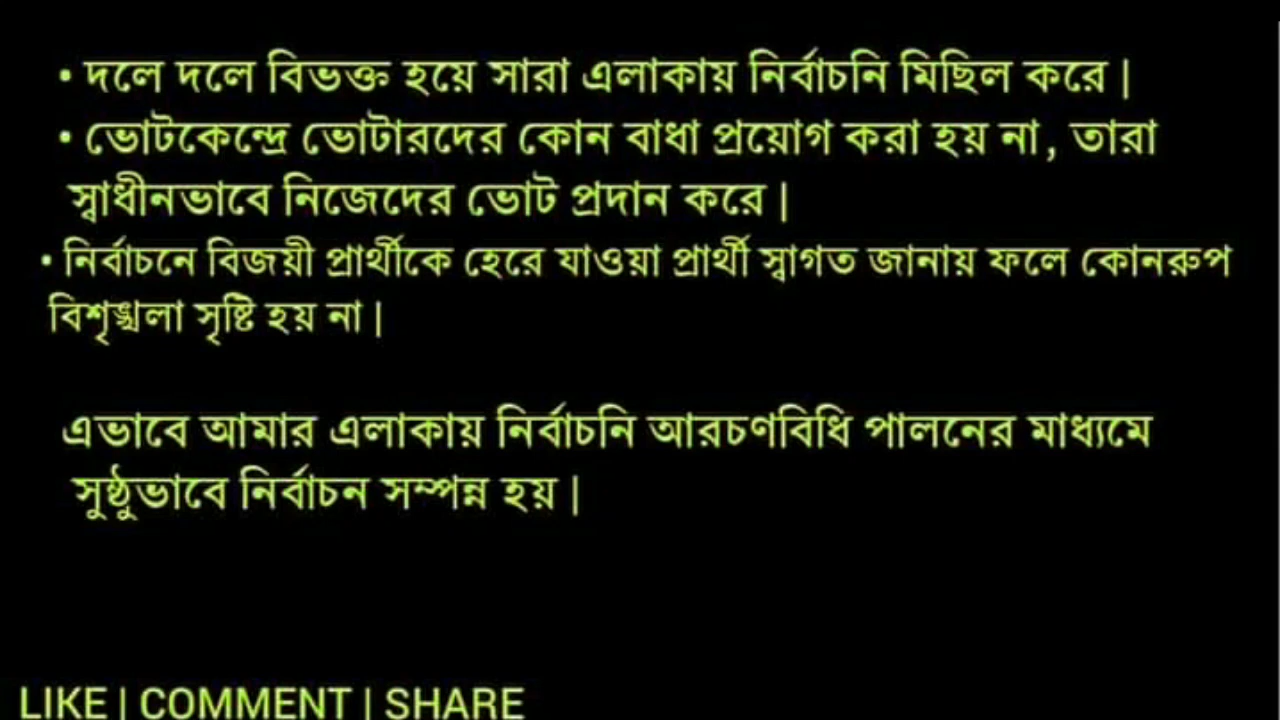 • দলে দলে বিভক্ত হয়ে সারা এলাকায় নির্বাচনি মিছিল করে |
• ভোটকেন্দ্রে ভোটারদের কোন বাধা প্রয়োগ করা হয় না, তারা
স্বাধীনভাবে নিজেদের ভোট প্রদান করে |
• নির্বাচনে বিজয়ী প্রার্থীকে হেরে যাওয়া প্রার্থী স্বাগত জানায় ফলে কোনরুপ
বিশৃঙ্খলা সৃষ্টি হয় না |
এভাবে আমার এলাকায় নির্বাচনি আরচণবিধি পালনের মাধ্যমে
সুষ্ঠুভাবে নির্বাচন সম্পন্ন হয় |
LIKE | COMMENT | SHARE